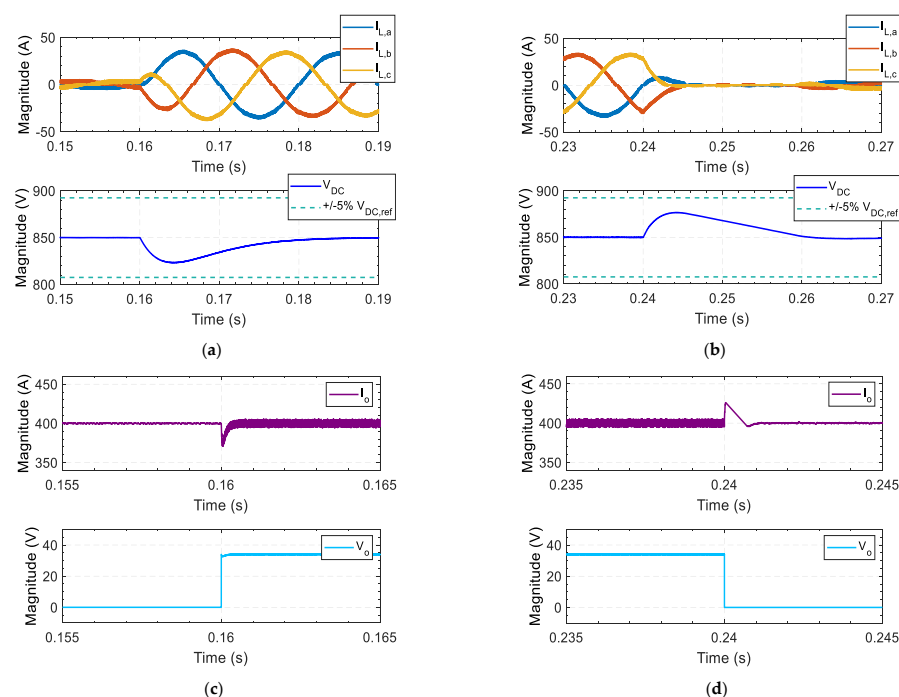 50
0
-50
Magnitude (A)
I_L,a
I_L,b
I_L,c
0.15 0.16 0.17 0.18 0.19
Time (s)
900
850
800
Magnitude (V)
V_DC
+/-5% V_DC,ref
0.15 0.16 0.17 0.18 0.19
Time (s)
(a)
50
0
-50
Magnitude (A)
I_L,a
I_L,b
I_L,c
0.23 0.24 0.25 0.26 0.27
Time (s)
900
850
800
Magnitude (V)
V_DC
+/-5% V_DC,ref
0.23 0.24 0.25 0.26 0.27
Time (s)
(b)
450
400
350
Magnitude (A)
I_o
0.155 0.16 0.165
Time (s)
40
20
0
Magnitude (V)
V_o
0.155 0.16 0.165
Time (s)
(c)
450
400
350
Magnitude (A)
I_o
0.235 0.24 0.245
Time (s)
40
20
0
Magnitude (V)
V_o
0.235 0.24 0.245
Time (s)
(d)